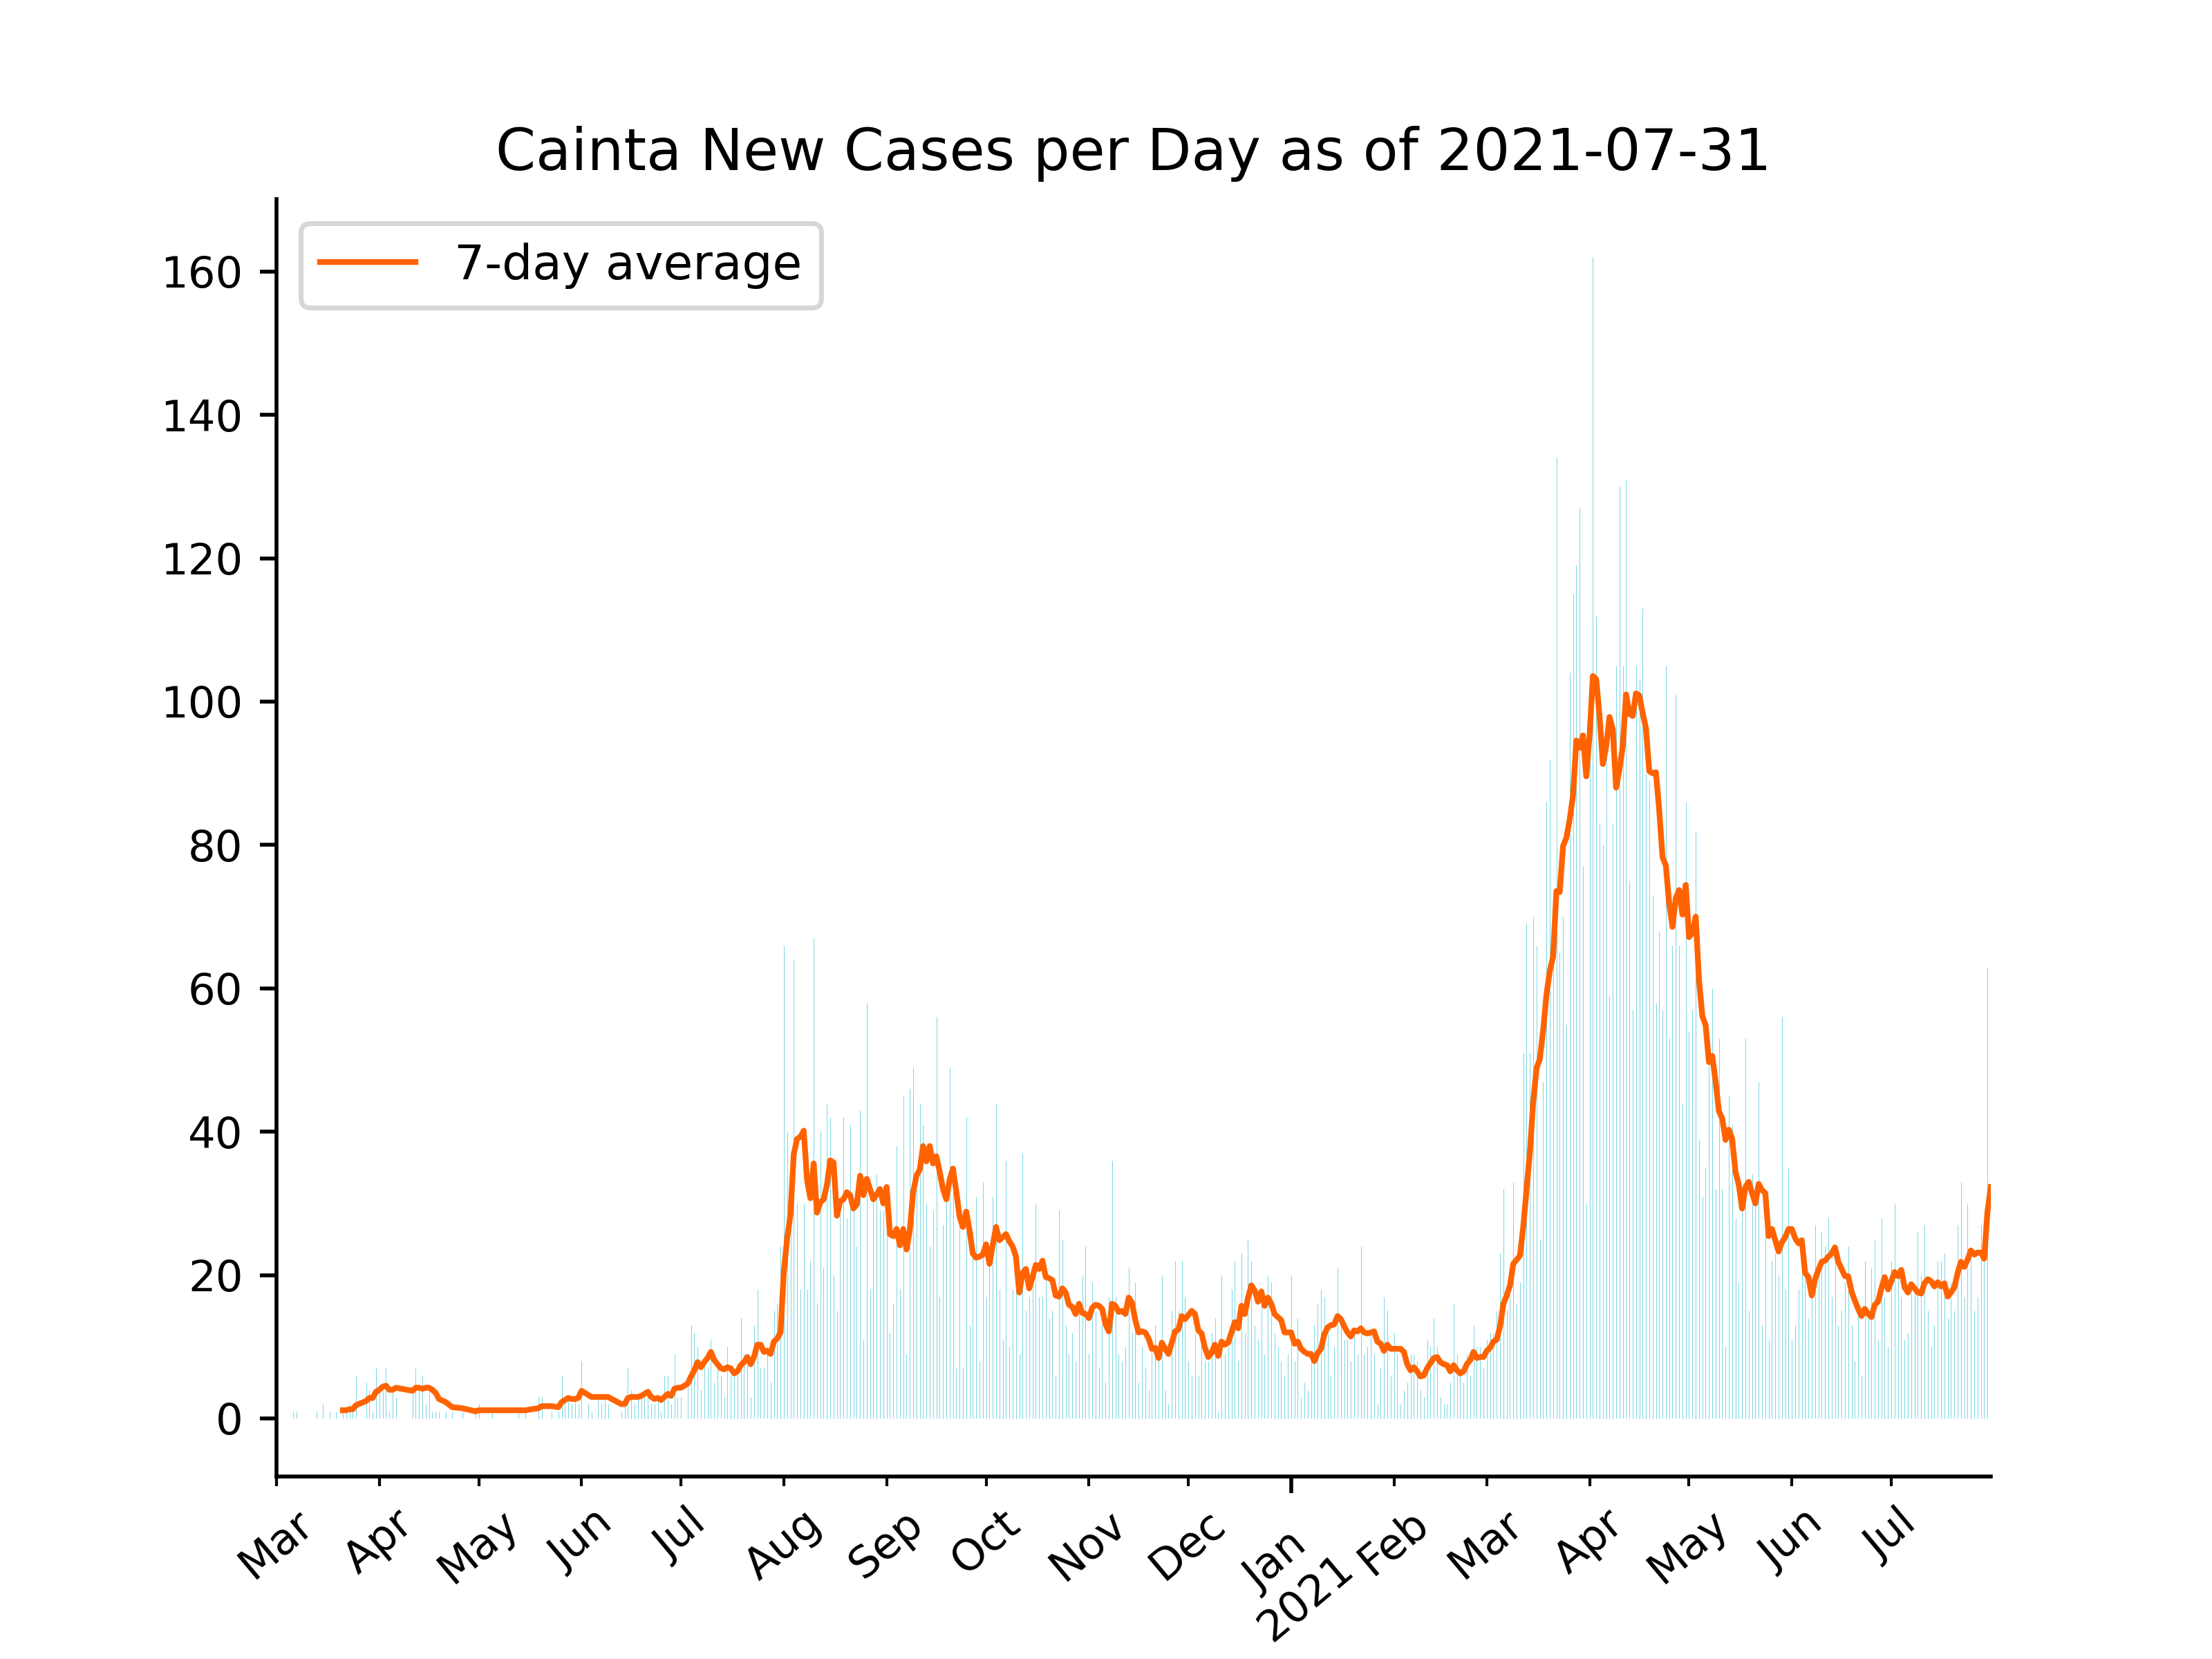 Cainta New Cases per Day as of 2021-07-31
7-day average
160
140
120
100
80
60
40
20
0
Mar
Apr
May
Jun
Jul
Aug
Sep
Oct
Nov
Dec
Jan
2021
Feb
Mar
Apr
May
Jun
Jul